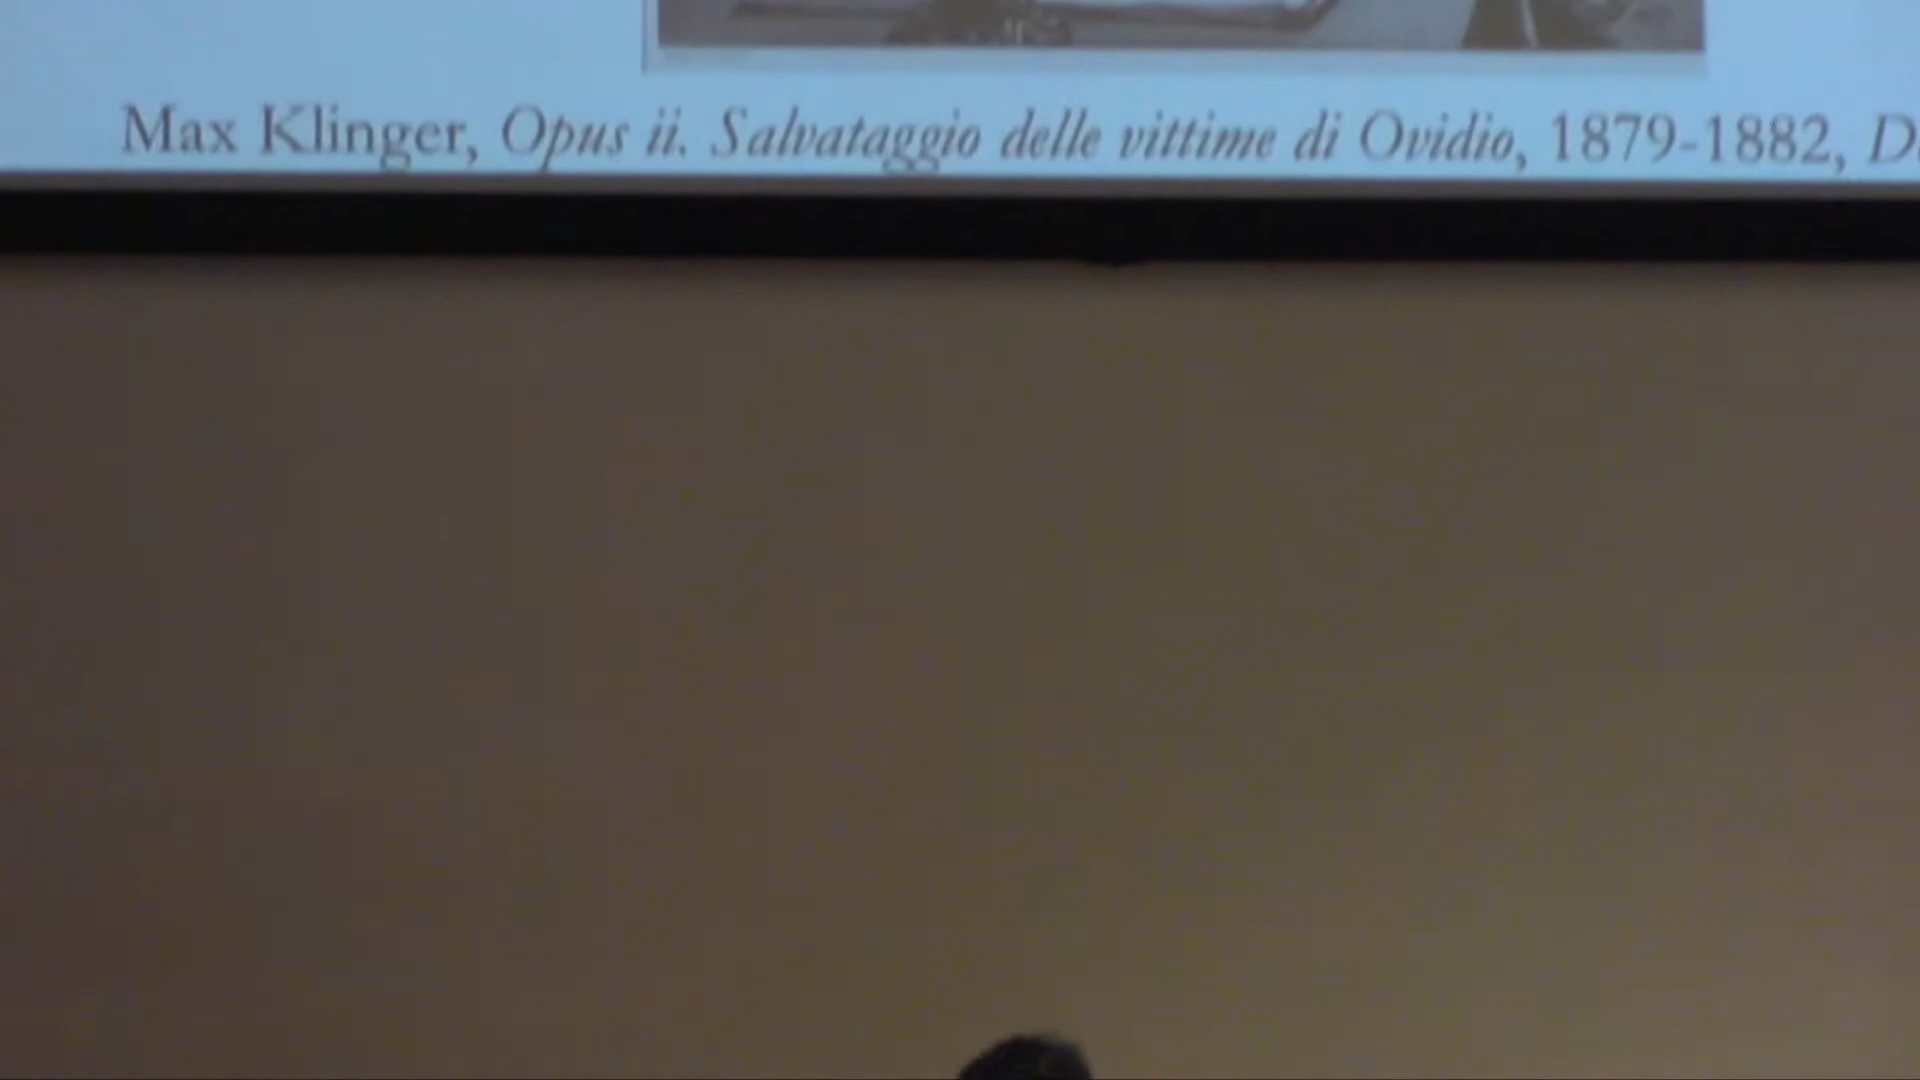 Max Klinger, Opus ii. Salvataggio delle vittime di Ovidio, 1879-1882,